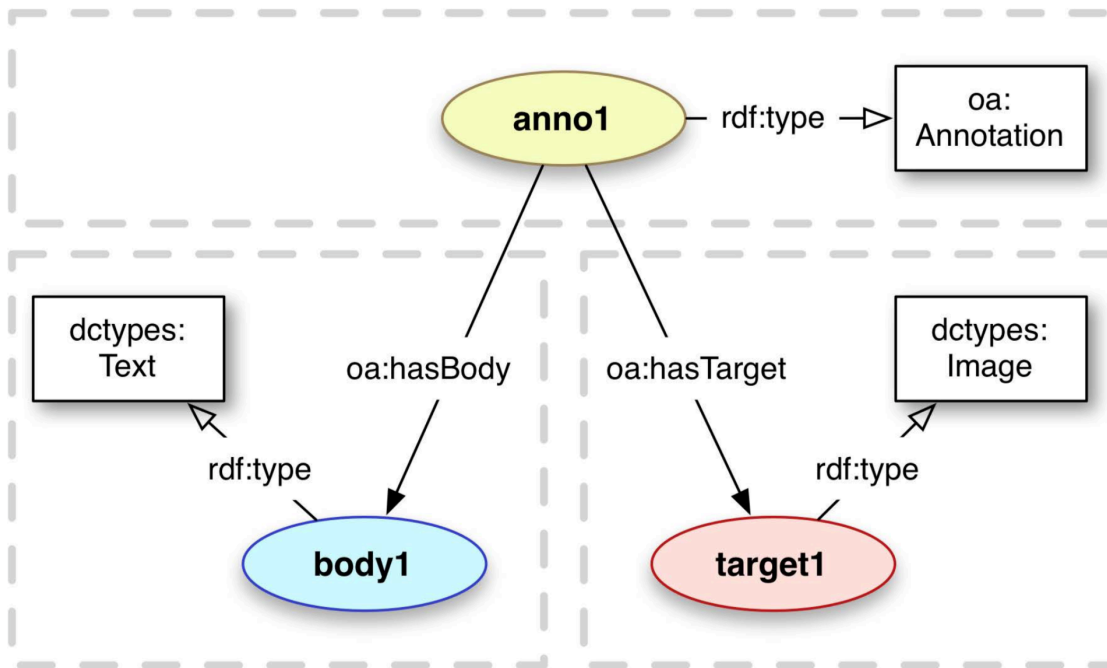 anno1
rdf:type
oa:
Annotation
dctypes:
Text
oa:hasBody
oa:hasTarget
dctypes:
Image
rdf:type
rdf:type
body1
target1